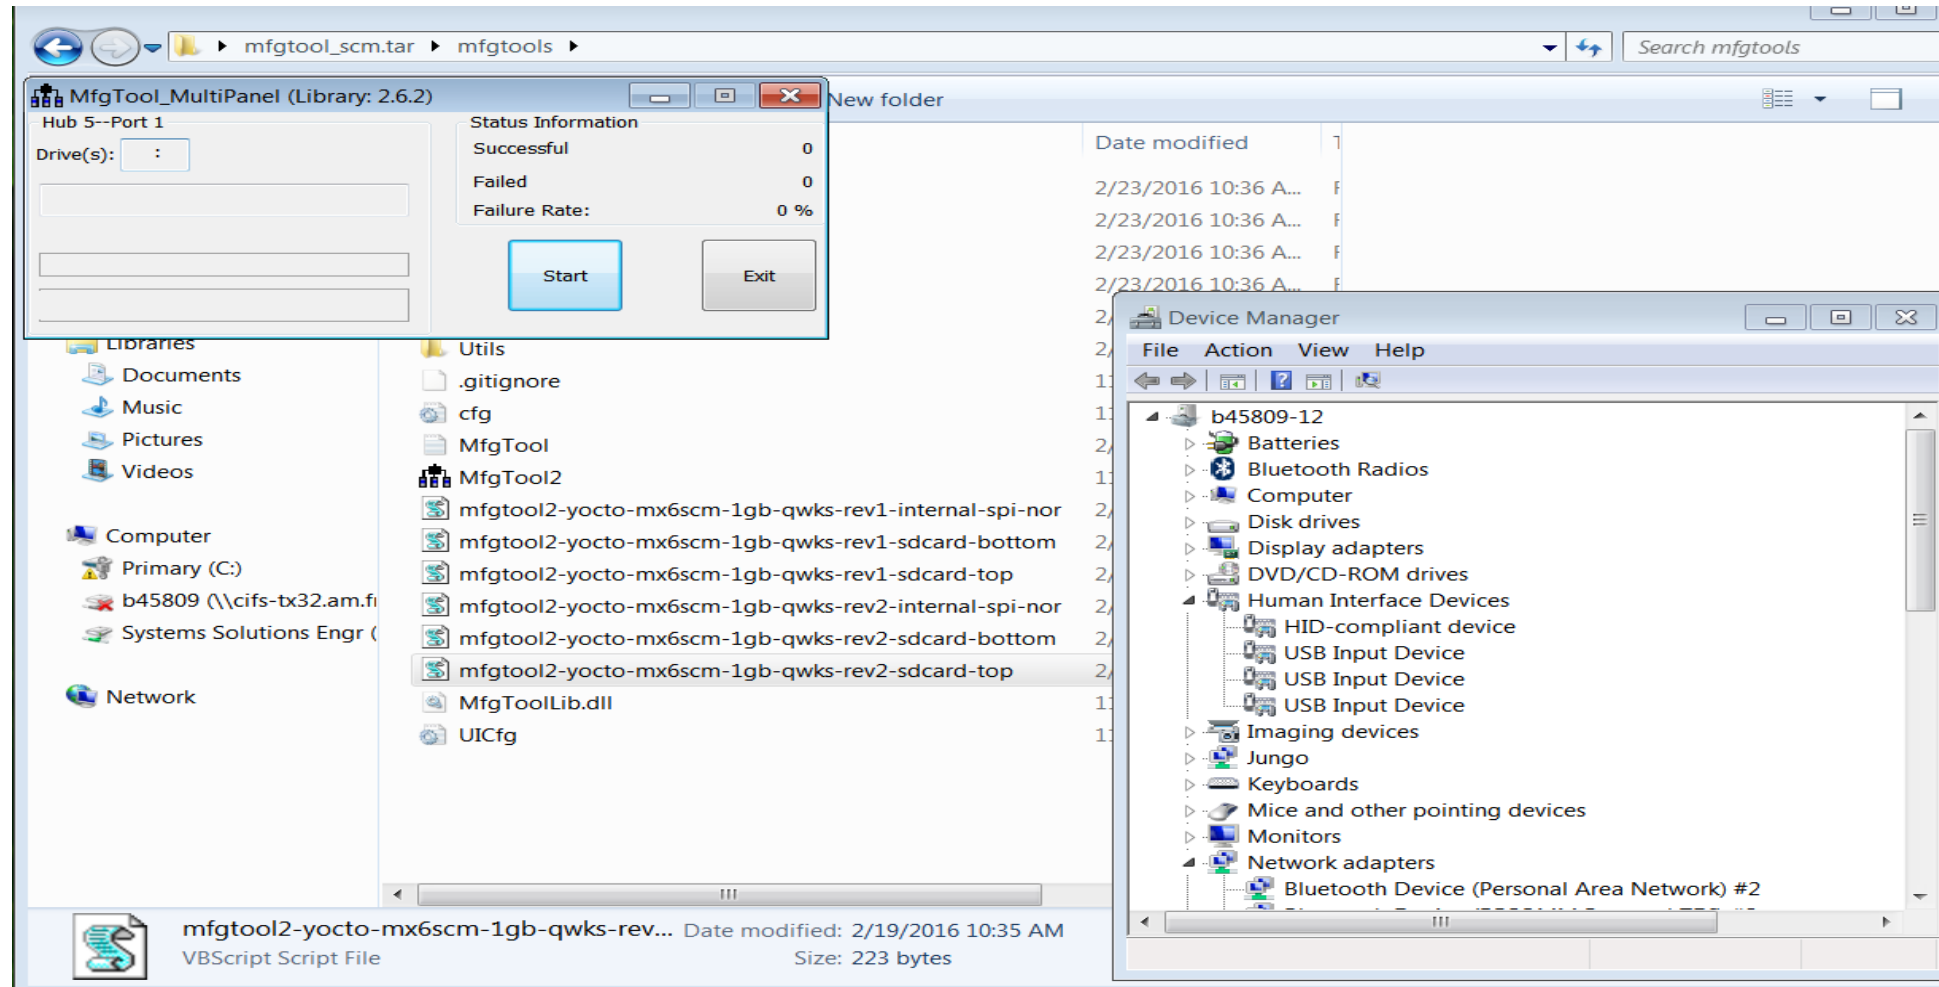 mfgtool_scm.tar
mfgtools
Search mfgtools
MfgTool_MultiPanel (Library: 2.6.2)
New folder
Hub 5--Port 1
Drive(s): :
Status Information
Successful 0
Failed 0
Failure Rate: 0 %
Start
Exit
Date modified
2/23/2016 10:36 A...
2/23/2016 10:36 A...
2/23/2016 10:36 A...
2/23/2016 10:36 A...
Libraries
Documents
Music
Pictures
Videos
Computer
Primary (C:)
b45809 (\\cifs-tx32.am.fr
Systems Solutions Engr (
Network
Utils
.gitignore
cfg
MfgTool
MfgTool2
mfgtool2-yocto-mx6scm-1gb-qwks-rev1-internal-spi-nor
mfgtool2-yocto-mx6scm-1gb-qwks-rev1-sdcard-bottom
mfgtool2-yocto-mx6scm-1gb-qwks-rev1-sdcard-top
mfgtool2-yocto-mx6scm-1gb-qwks-rev2-internal-spi-nor
mfgtool2-yocto-mx6scm-1gb-qwks-rev2-sdcard-bottom
mfgtool2-yocto-mx6scm-1gb-qwks-rev2-sdcard-top
MfgToolLib.dll
UICfg
Device Manager
File Action View Help
b45809-12
Batteries
Bluetooth Radios
Computer
Disk drives
Display adapters
DVD/CD-ROM drives
Human Interface Devices
HID-compliant device
USB Input Device
USB Input Device
USB Input Device
Imaging devices
Jungo
Keyboards
Mice and other pointing devices
Monitors
Network adapters
Bluetooth Device (Personal Area Network) #2
mfgtool2-yocto-mx6scm-1gb-qwks-rev... Date modified: 2/19/2016 10:35 AM
VBScript Script File Size: 223 bytes